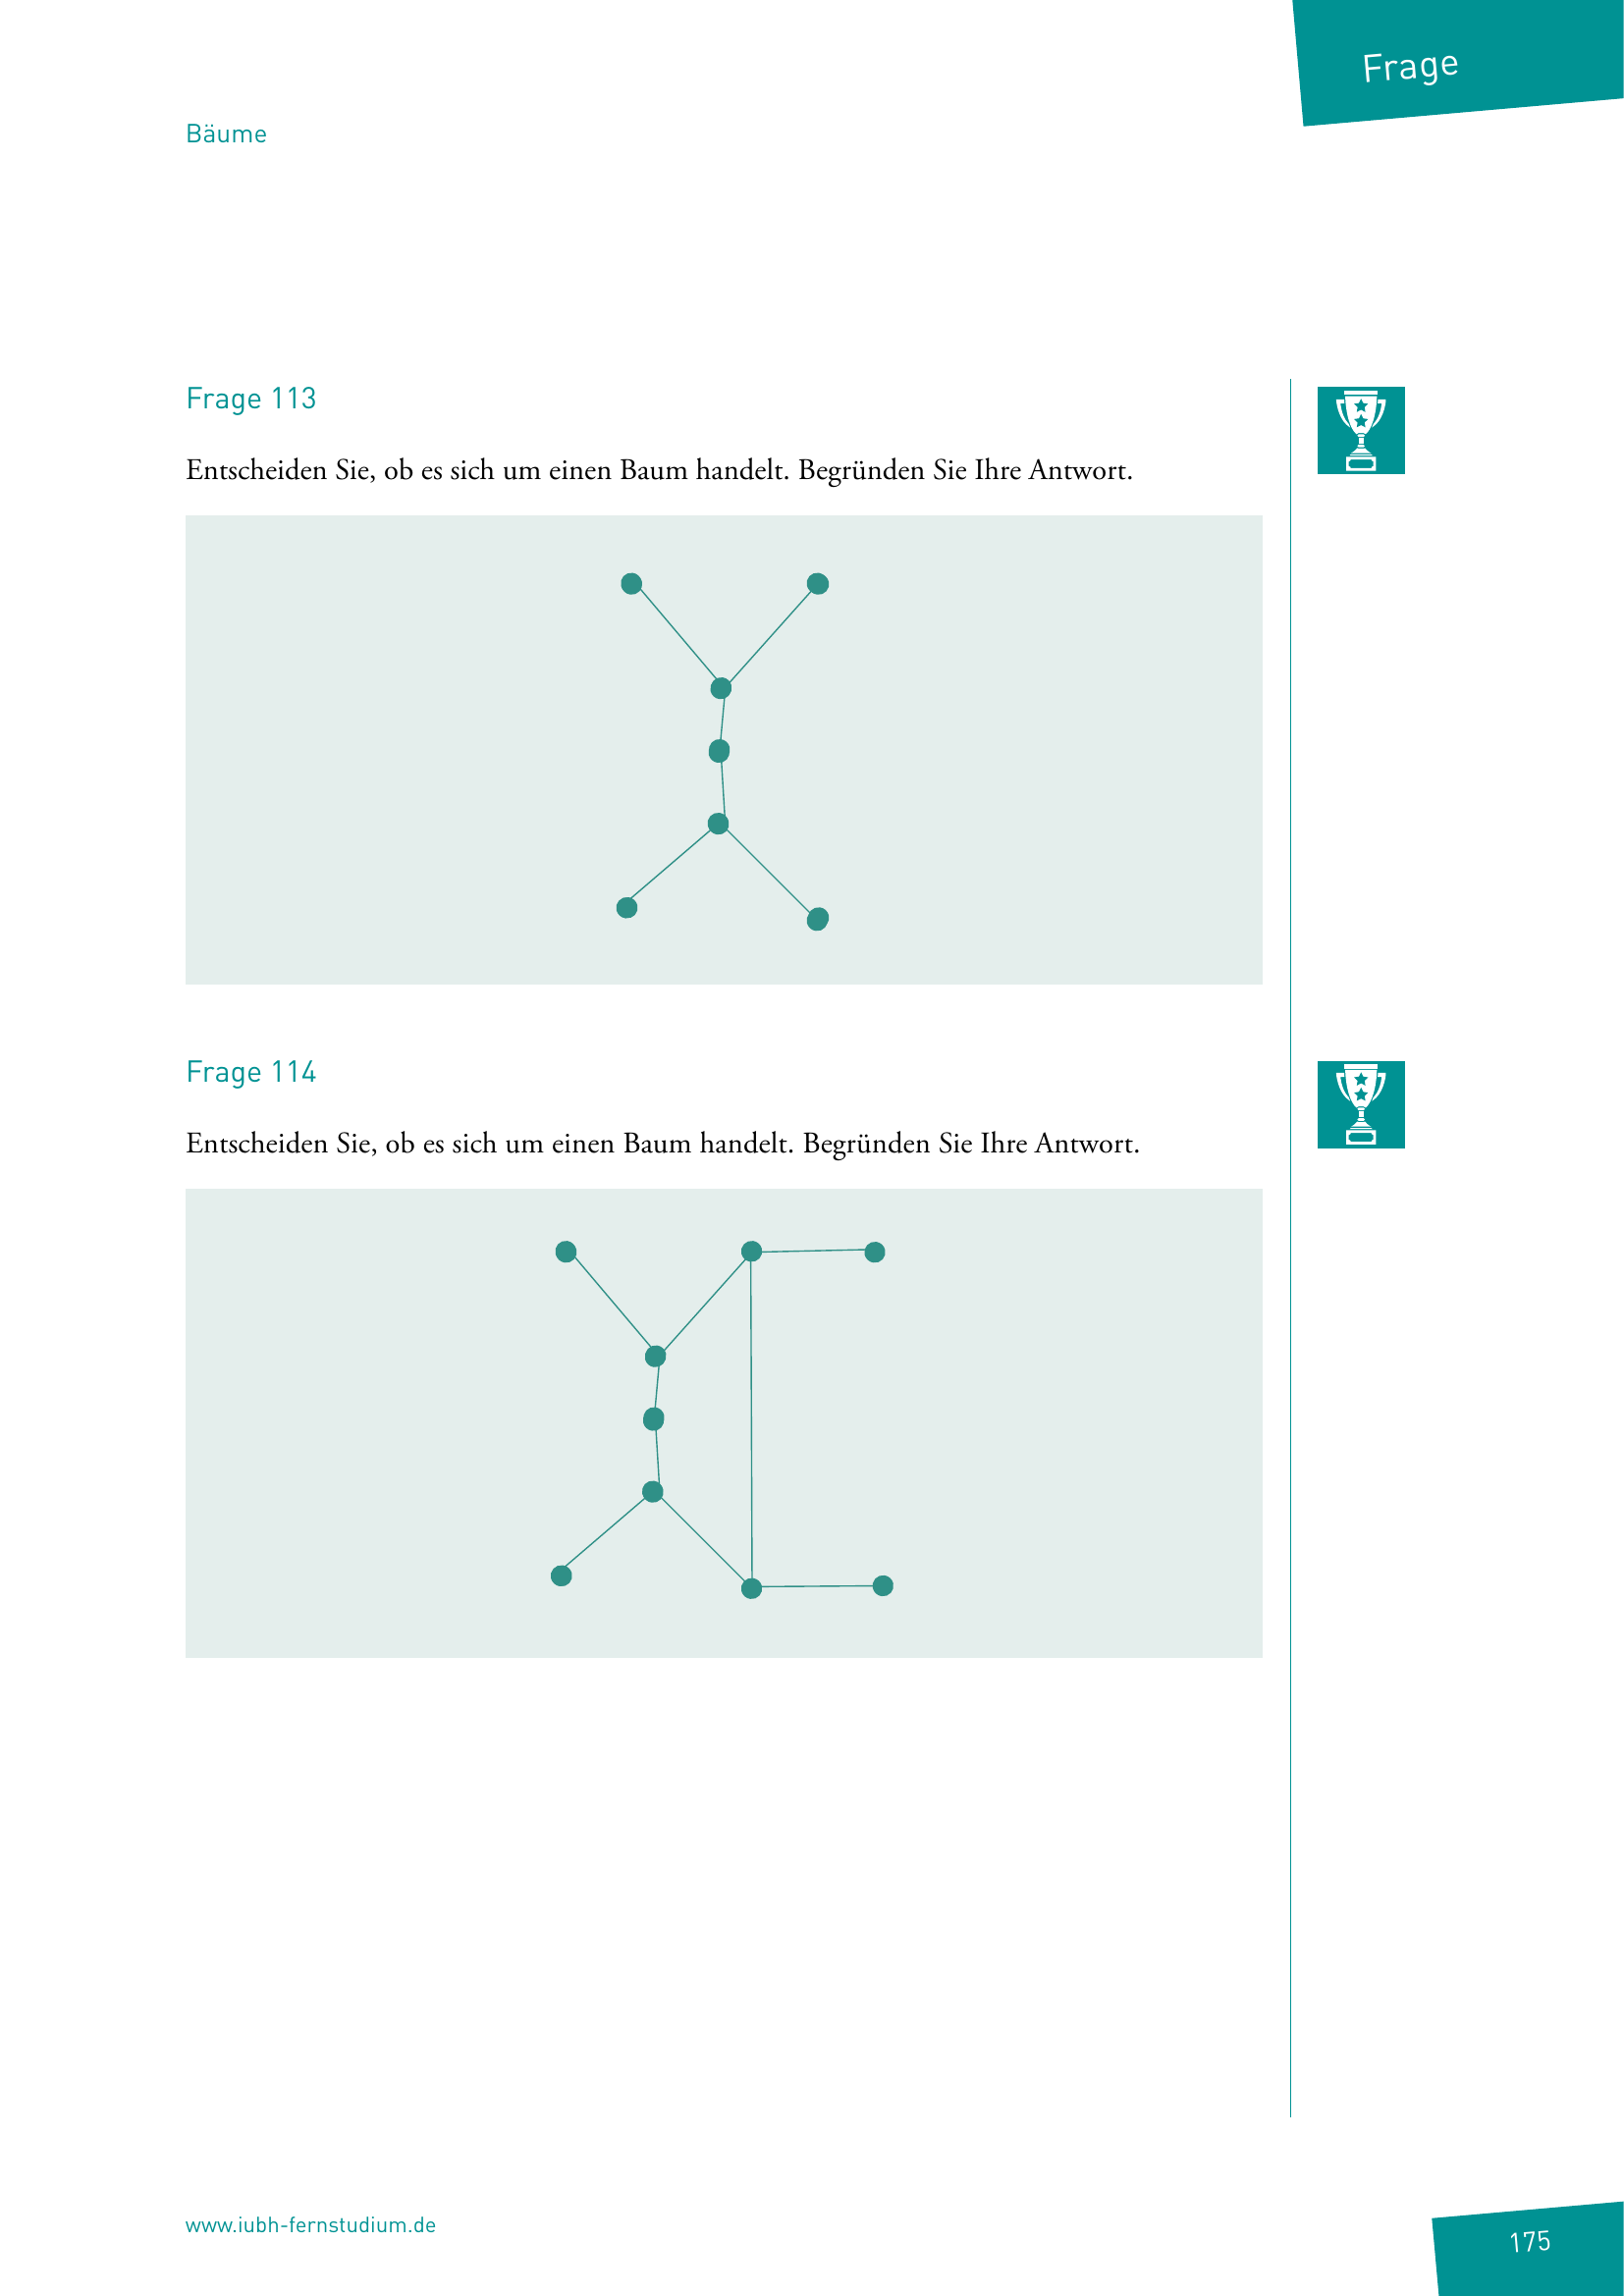 Frage
Bäume
Frage 113
Entscheiden Sie, ob es sich um einen Baum handelt. Begründen Sie Ihre Antwort.
Frage 114
Entscheiden Sie, ob es sich um einen Baum handelt. Begründen Sie Ihre Antwort.
www.iubh-fernstudium.de
175